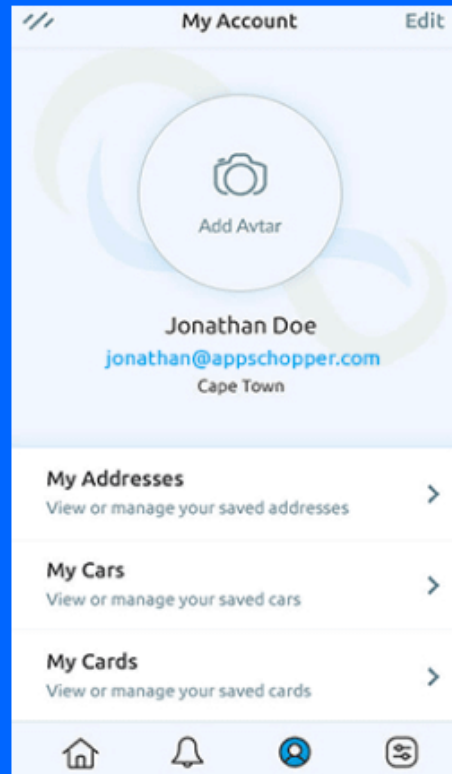 My Account
Edit
Add Avtar
Jonathan Doe
jonathan@appschopper.com
Cape Town
My Addresses
View or manage your saved addresses
My Cars
View or manage your saved cars
My Cards
View or manage your saved cards